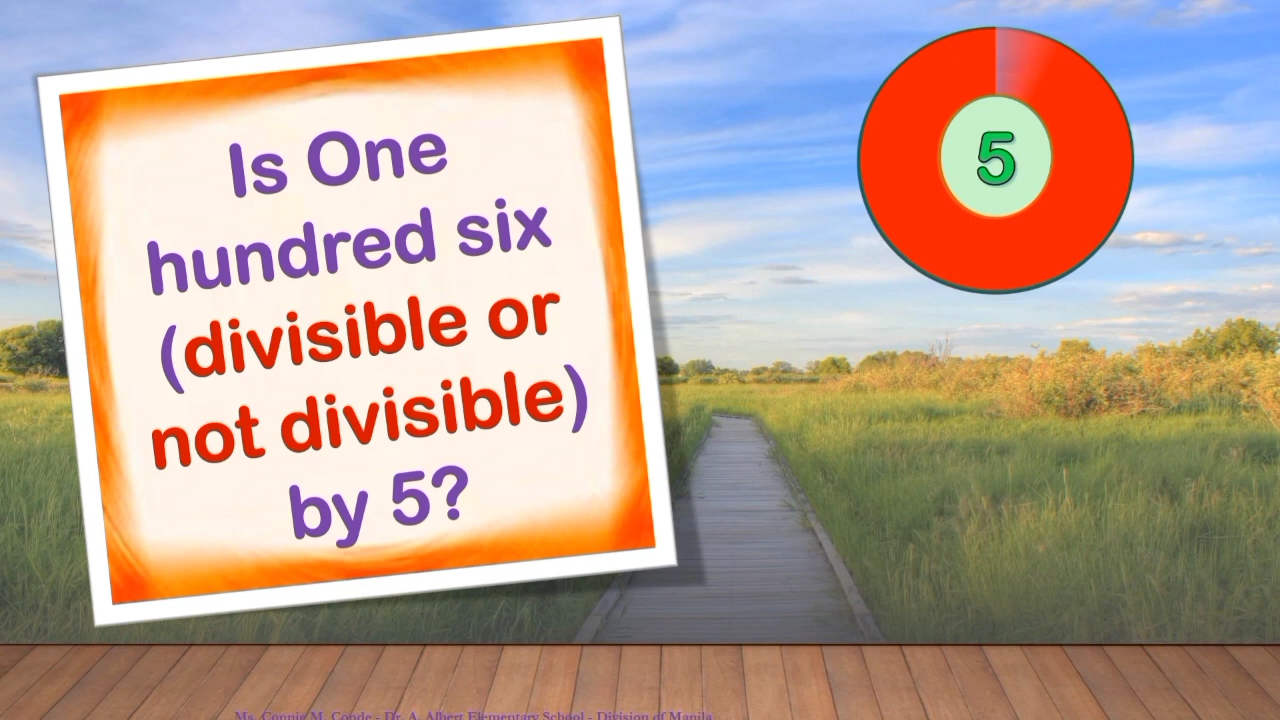 Is One
hundred six
(divisible or
not divisible)
by 5?
5
Ms. Connie M. Conde - Dr. A. Albert Elementary School - Division of Manila